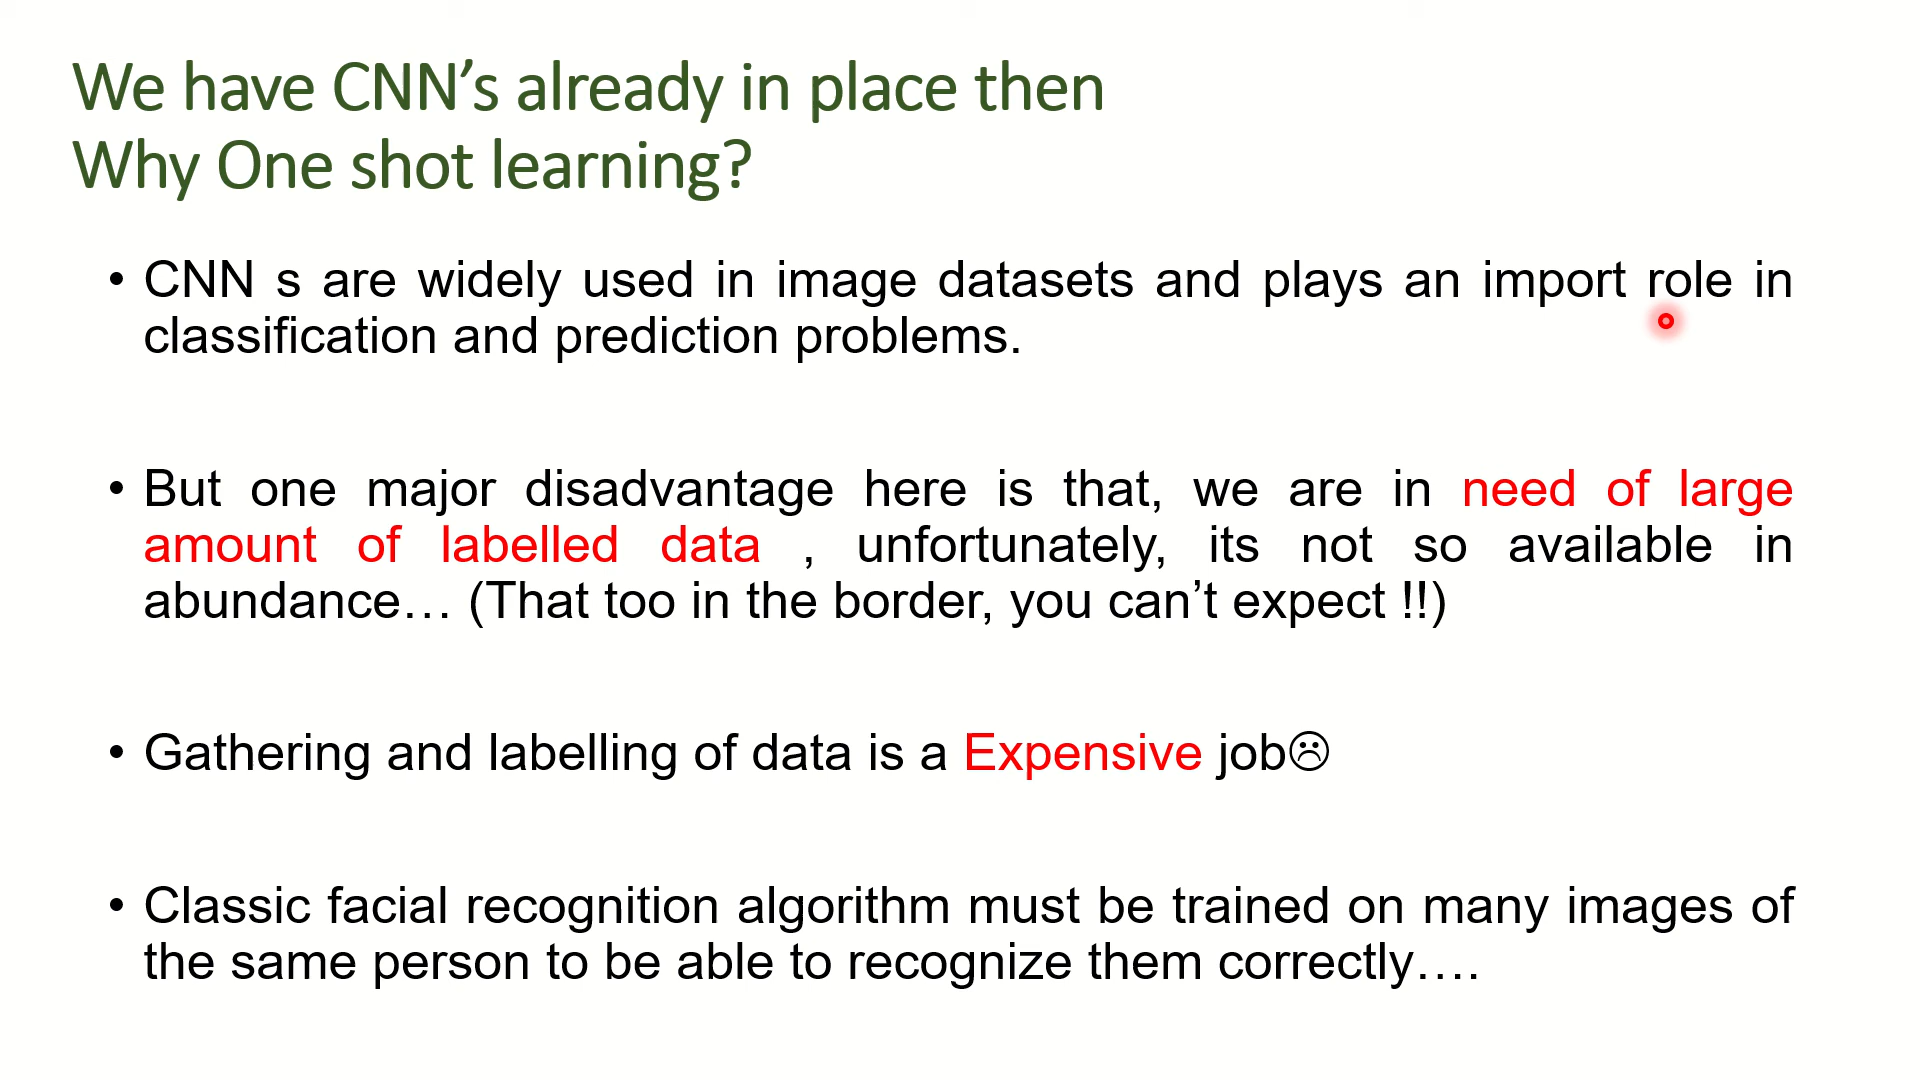 We have CNN’s already in place then
Why One shot learning?
• CNN s are widely used in image datasets and plays an import role in
classification and prediction problems.
• But one major disadvantage here is that, we are in need of large
amount of labelled data , unfortunately, its not so available in
abundance… (That too in the border, you can’t expect !!)
• Gathering and labelling of data is a Expensive job☹
• Classic facial recognition algorithm must be trained on many images of
the same person to be able to recognize them correctly….